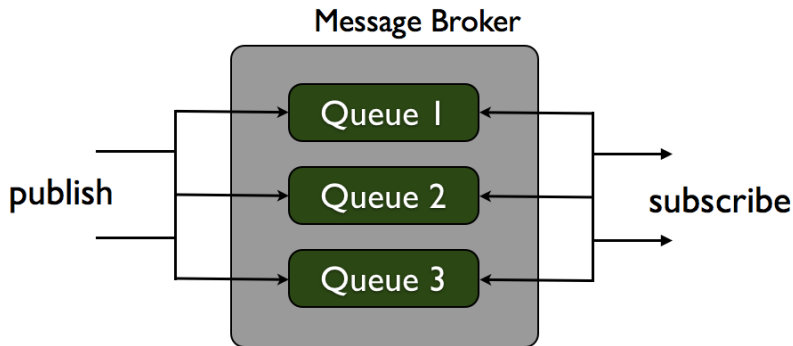 Message Broker
Queue 1
publish
Queue 2
subscribe
Queue 3